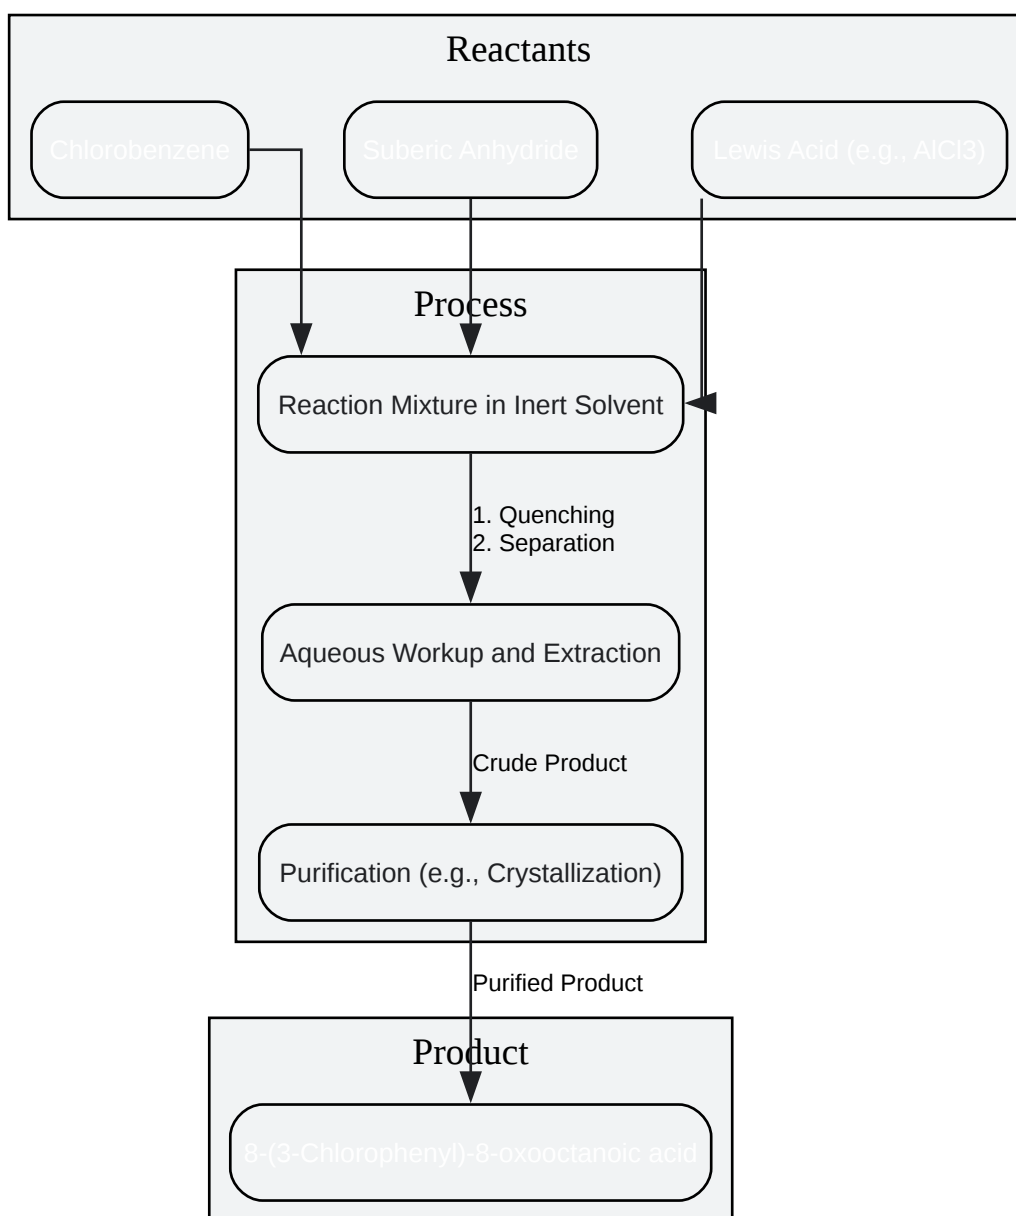 Reactants
Chlorobenzene
Suberic Anhydride
Lewis Acid (e.g., AlCl3)
Process
Reaction Mixture in Inert Solvent
1. Quenching
2. Separation
Aqueous Workup and Extraction
Crude Product
Purification (e.g., Crystallization)
Purified Product
Product
8-(3-Chlorophenyl)-8-oxooctanoic acid